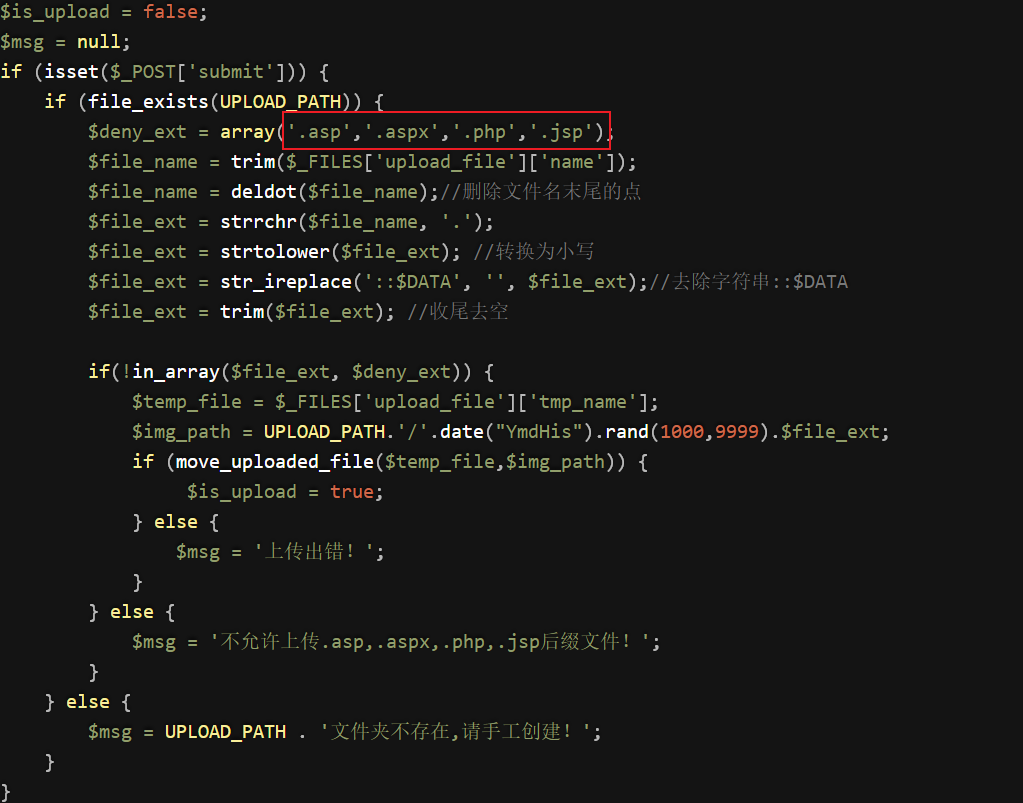 $is_upload = false;
$msg = null;
if (isset($_POST['submit'])) {
    if (file_exists(UPLOAD_PATH)) {
        $deny_ext = array('.asp','.aspx','.php','.jsp');
        $file_name = trim($_FILES['upload_file']['name']);
        $file_name = deldot($file_name);//删除文件名末尾的点
        $file_ext = strrchr($file_name, '.');
        $file_ext = strtolower($file_ext); //转换为小写
        $file_ext = str_ireplace('::$DATA', '', $file_ext);//去除字符串::$DATA
        $file_ext = trim($file_ext); //收尾去空
        if(!in_array($file_ext, $deny_ext)) {
            $temp_file = $_FILES['upload_file']['tmp_name'];
            $img_path = UPLOAD_PATH.'/'.date("YmdHis").rand(1000,9999).$file_ext;
            if (move_uploaded_file($temp_file,$img_path)) {
                 $is_upload = true;
            } else {
                $msg = '上传出错！';
            }
        } else {
            $msg = '不允许上传.asp,.aspx,.php,.jsp后缀文件！';
        }
    } else {
        $msg = UPLOAD_PATH . '文件夹不存在,请手工创建！';
    }
}